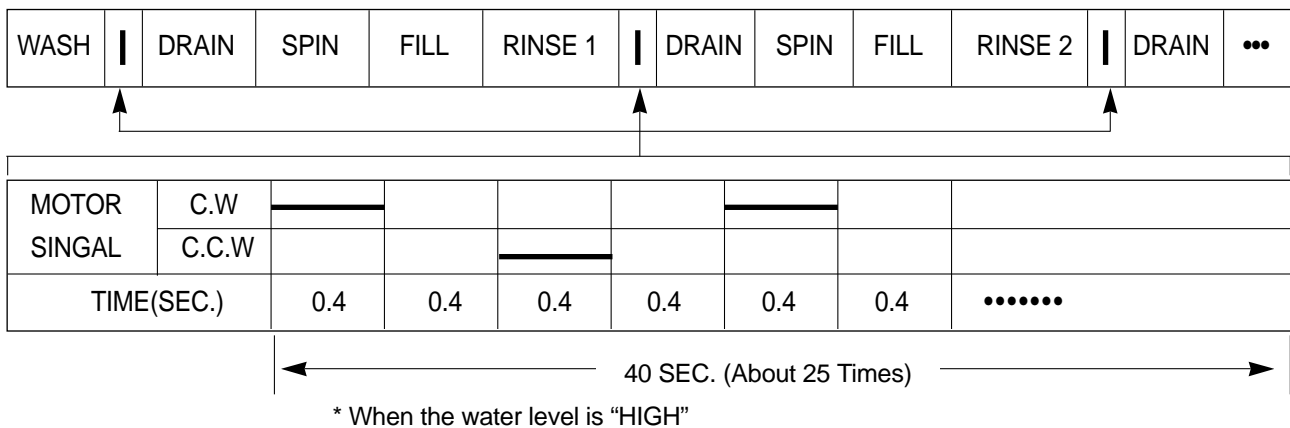 WASH DRAIN SPIN FILL RINSE 1 DRAIN SPIN FILL RINSE 2 DRAIN •••
MOTOR C.W
SINGAL C.C.W
TIME(SEC.) 0.4 0.4 0.4 0.4 0.4 0.4 •••••••
40 SEC. (About 25 Times)
* When the water level is “HIGH”